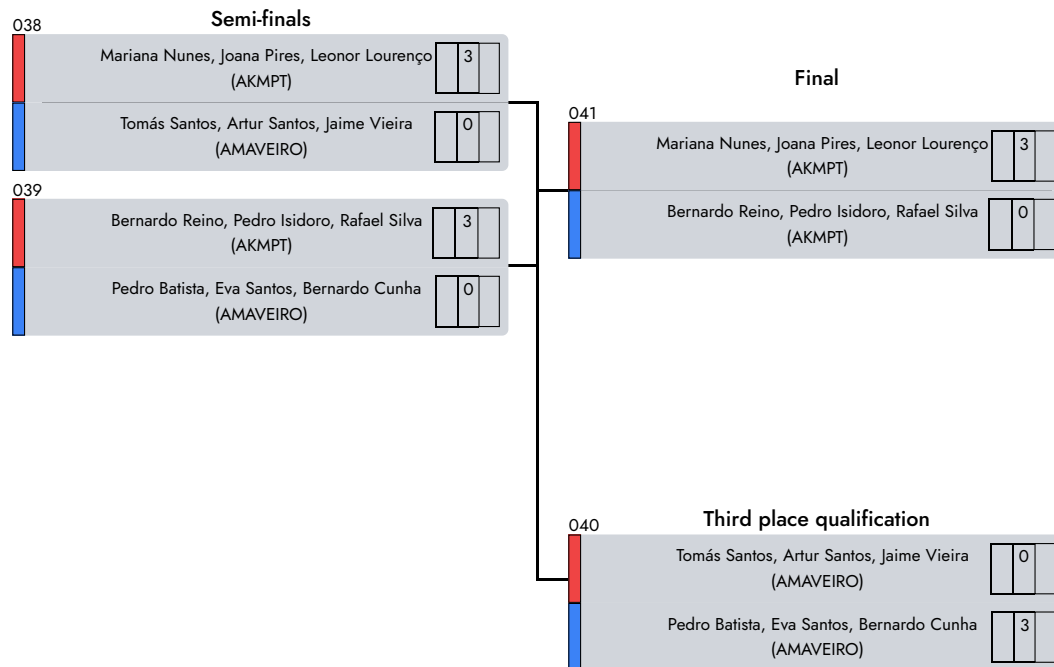 Semi-finals
038
Mariana Nunes, Joana Pires, Leonor Lourenço 3
(AKMPT)
Tomás Santos, Artur Santos, Jaime Vieira 0
(AMAVEIRO)
039
Bernardo Reino, Pedro Isidoro, Rafael Silva 3
(AKMPT)
Pedro Batista, Eva Santos, Bernardo Cunha 0
(AMAVEIRO)
Final
041
Mariana Nunes, Joana Pires, Leonor Lourenço 3
(AKMPT)
Bernardo Reino, Pedro Isidoro, Rafael Silva 0
(AKMPT)
Third place qualification
040
Tomás Santos, Artur Santos, Jaime Vieira 0
(AMAVEIRO)
Pedro Batista, Eva Santos, Bernardo Cunha 3
(AMAVEIRO)